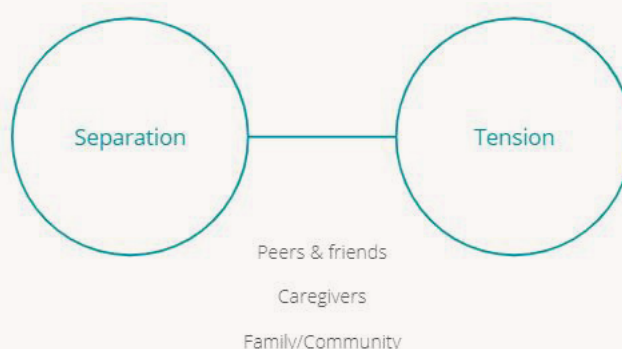 Separation
Tension
Peers & friends
Caregivers
Family/Community